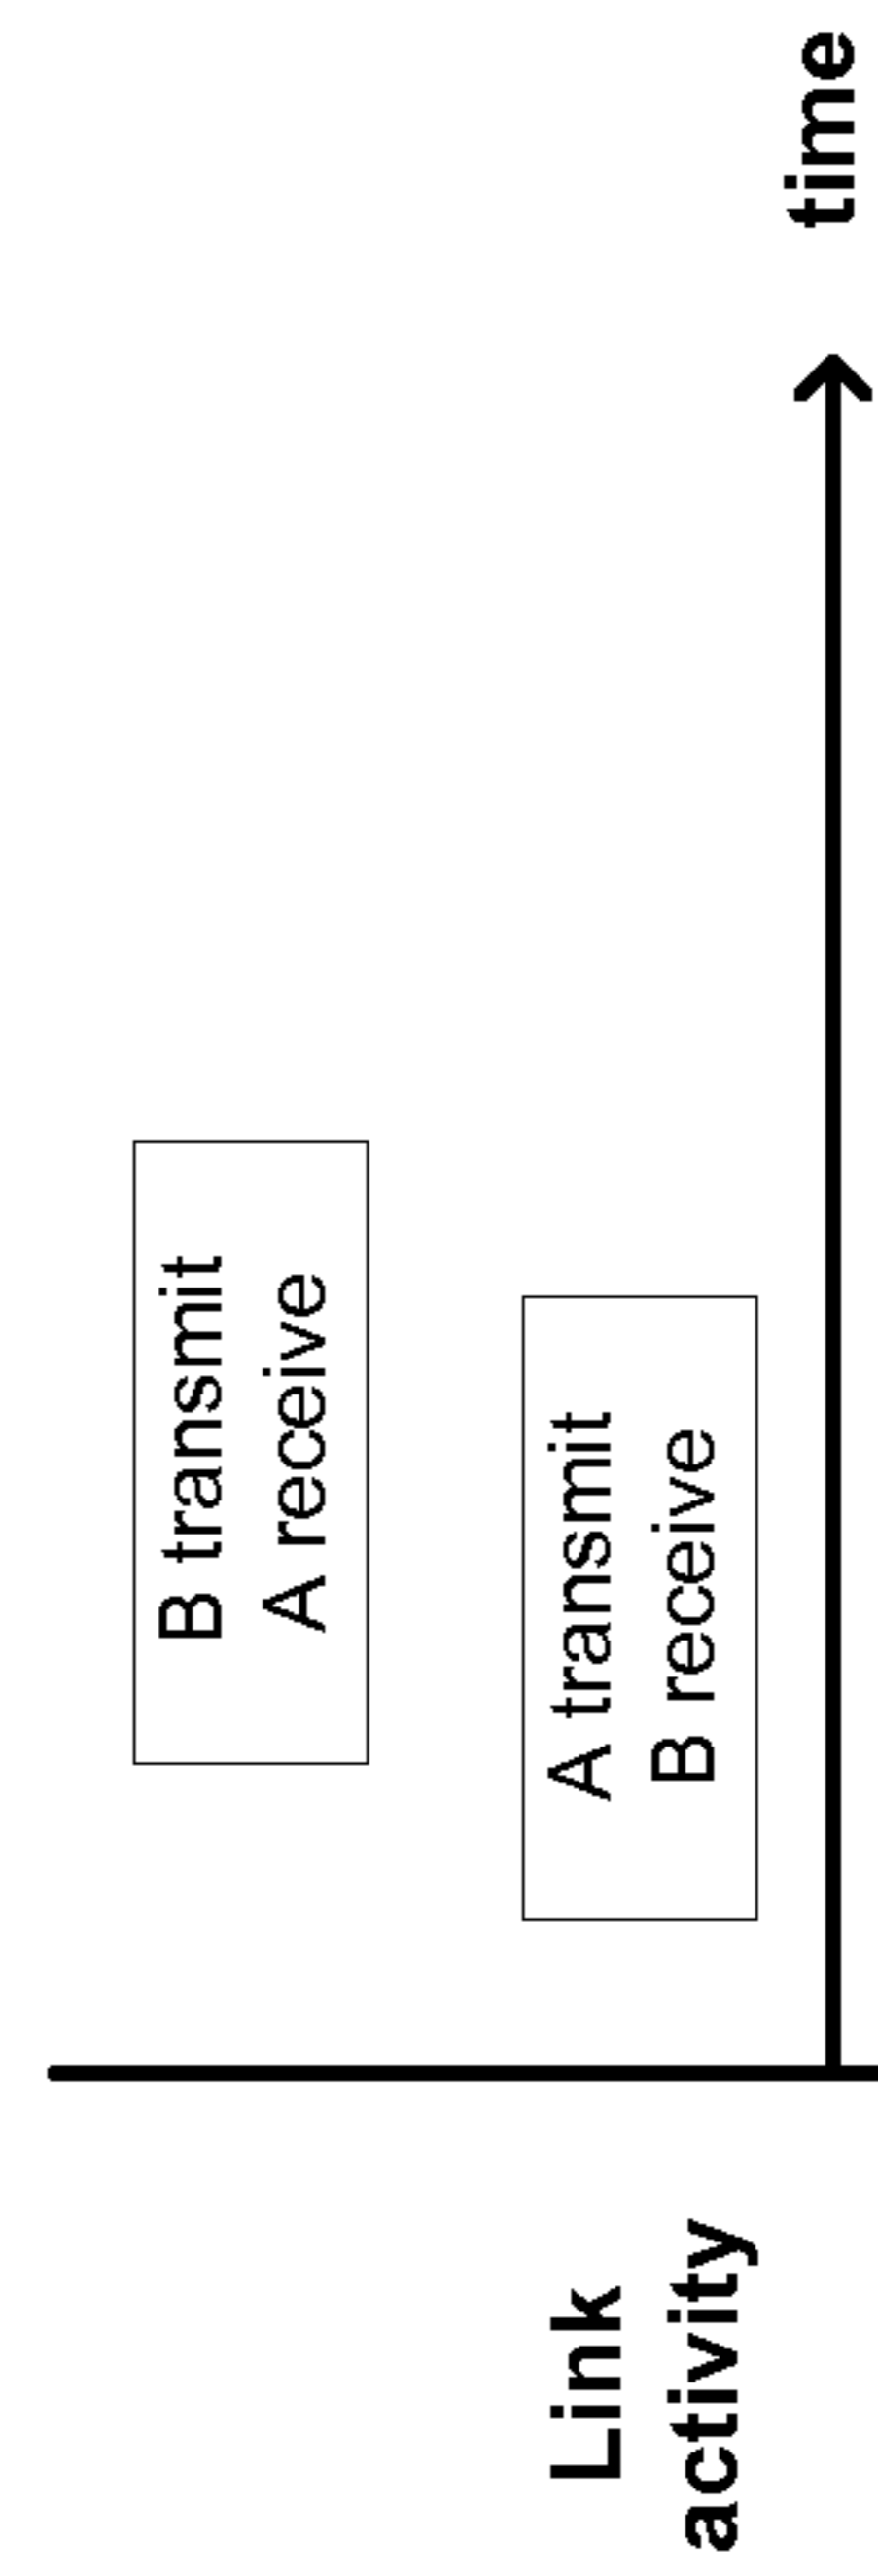 B transmit
A receive
A transmit
B receive
Link
activity
time